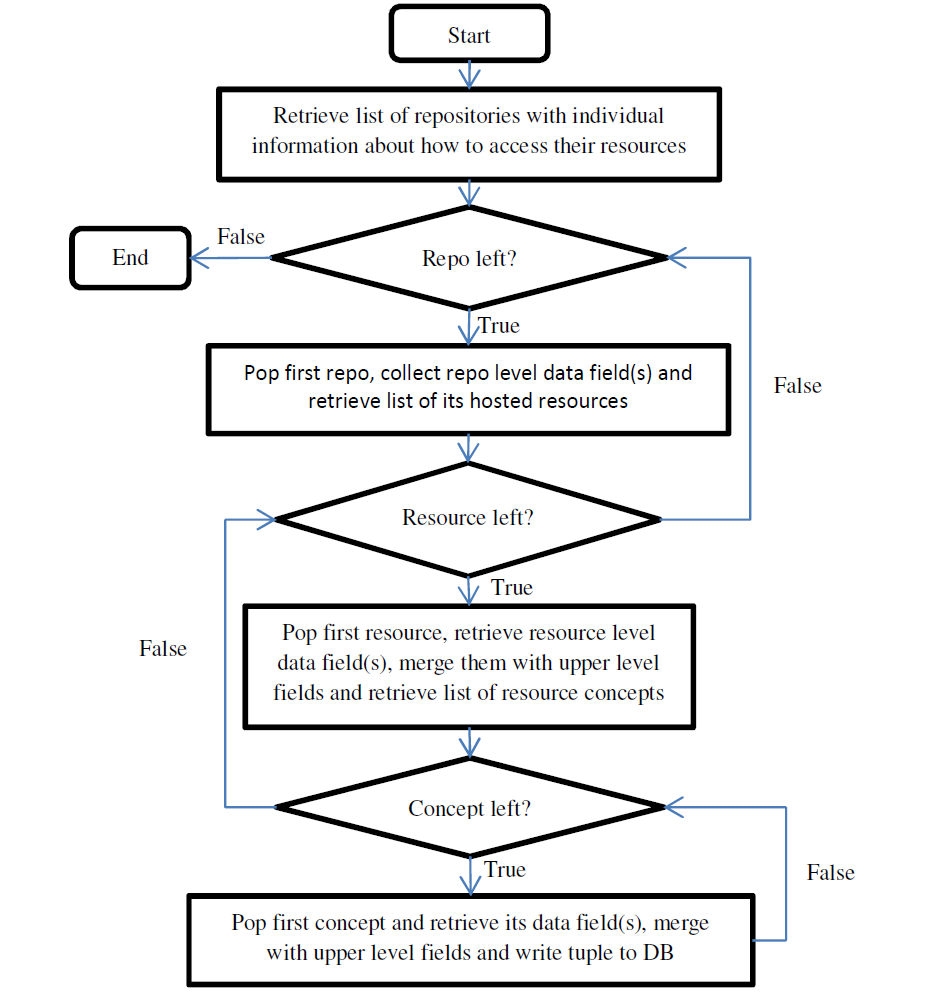 Start
Retrieve list of repositories with individual
information about how to access their resources
False
End
Repo left?
True
Pop first repo, collect repo level data field(s) and
retrieve list of its hosted resources
False
Resource left?
True
Pop first resource, retrieve resource level
data field(s), merge them with upper level
fields and retrieve list of resource concepts
False
Concept left?
True
False
Pop first concept and retrieve its data field(s), merge
with upper level fields and write tuple to DB